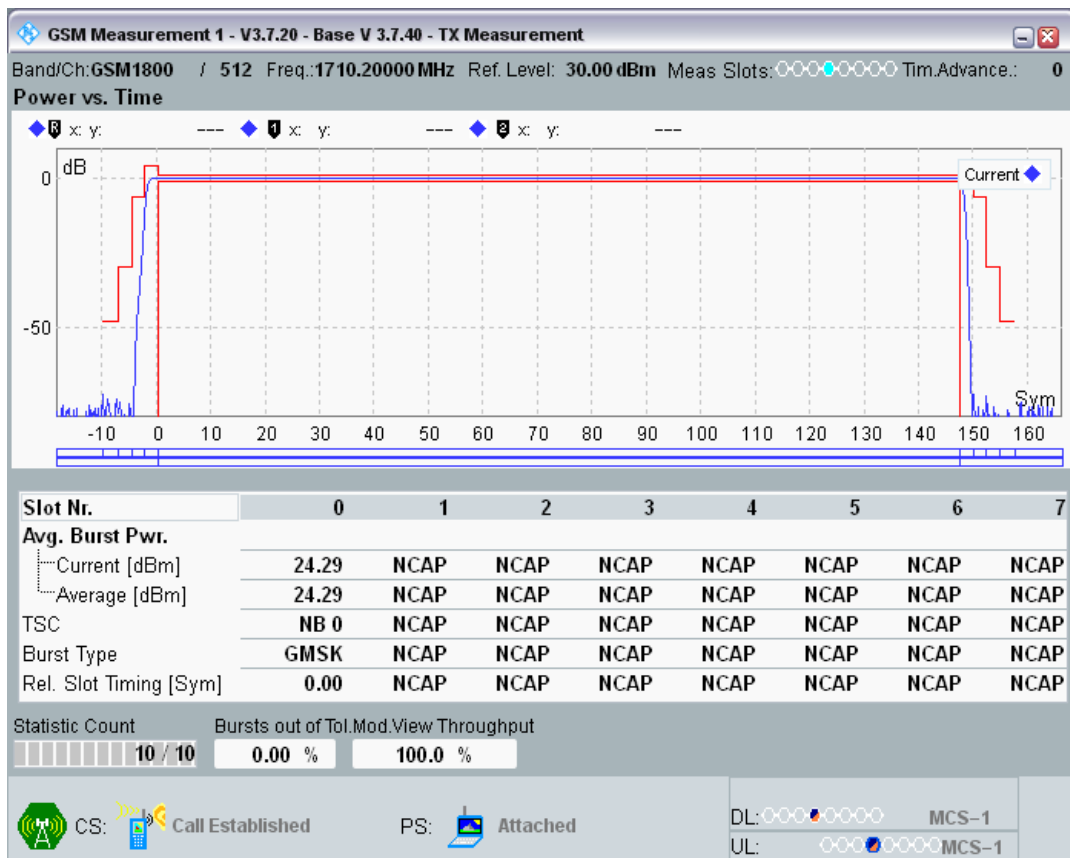 GSM Measurement 1 - V3.7.20 - Base V 3.7.40 - TX Measurement
Band/Ch:GSM1800 / 512 Freq.:1710.20000 MHz Ref. Level: 30.00 dBm Meas Slots: Tim.Advance.: 0
Power vs. Time
R x: y: --- 1 x: y: --- 2 x: y: ---
dB
Current
0
-50
Sym
-10 0 10 20 30 40 50 60 70 80 90 100 110 120 130 140 150 160
Slot Nr. 0 1 2 3 4 5 6 7
Avg. Burst Pwr.
Current [dBm] 24.29 NCAP NCAP NCAP NCAP NCAP NCAP NCAP
Average [dBm] 24.29 NCAP NCAP NCAP NCAP NCAP NCAP NCAP
TSC NB 0 NCAP NCAP NCAP NCAP NCAP NCAP NCAP
Burst Type GMSK NCAP NCAP NCAP NCAP NCAP NCAP NCAP
Rel. Slot Timing [Sym] 0.00 NCAP NCAP NCAP NCAP NCAP NCAP NCAP
Statistic Count Bursts out of Tol. Mod.View Throughput
10 / 10 0.00 % 100.0 %
CS: Call Established PS: Attached
DL: MCS-1
UL: MCS-1